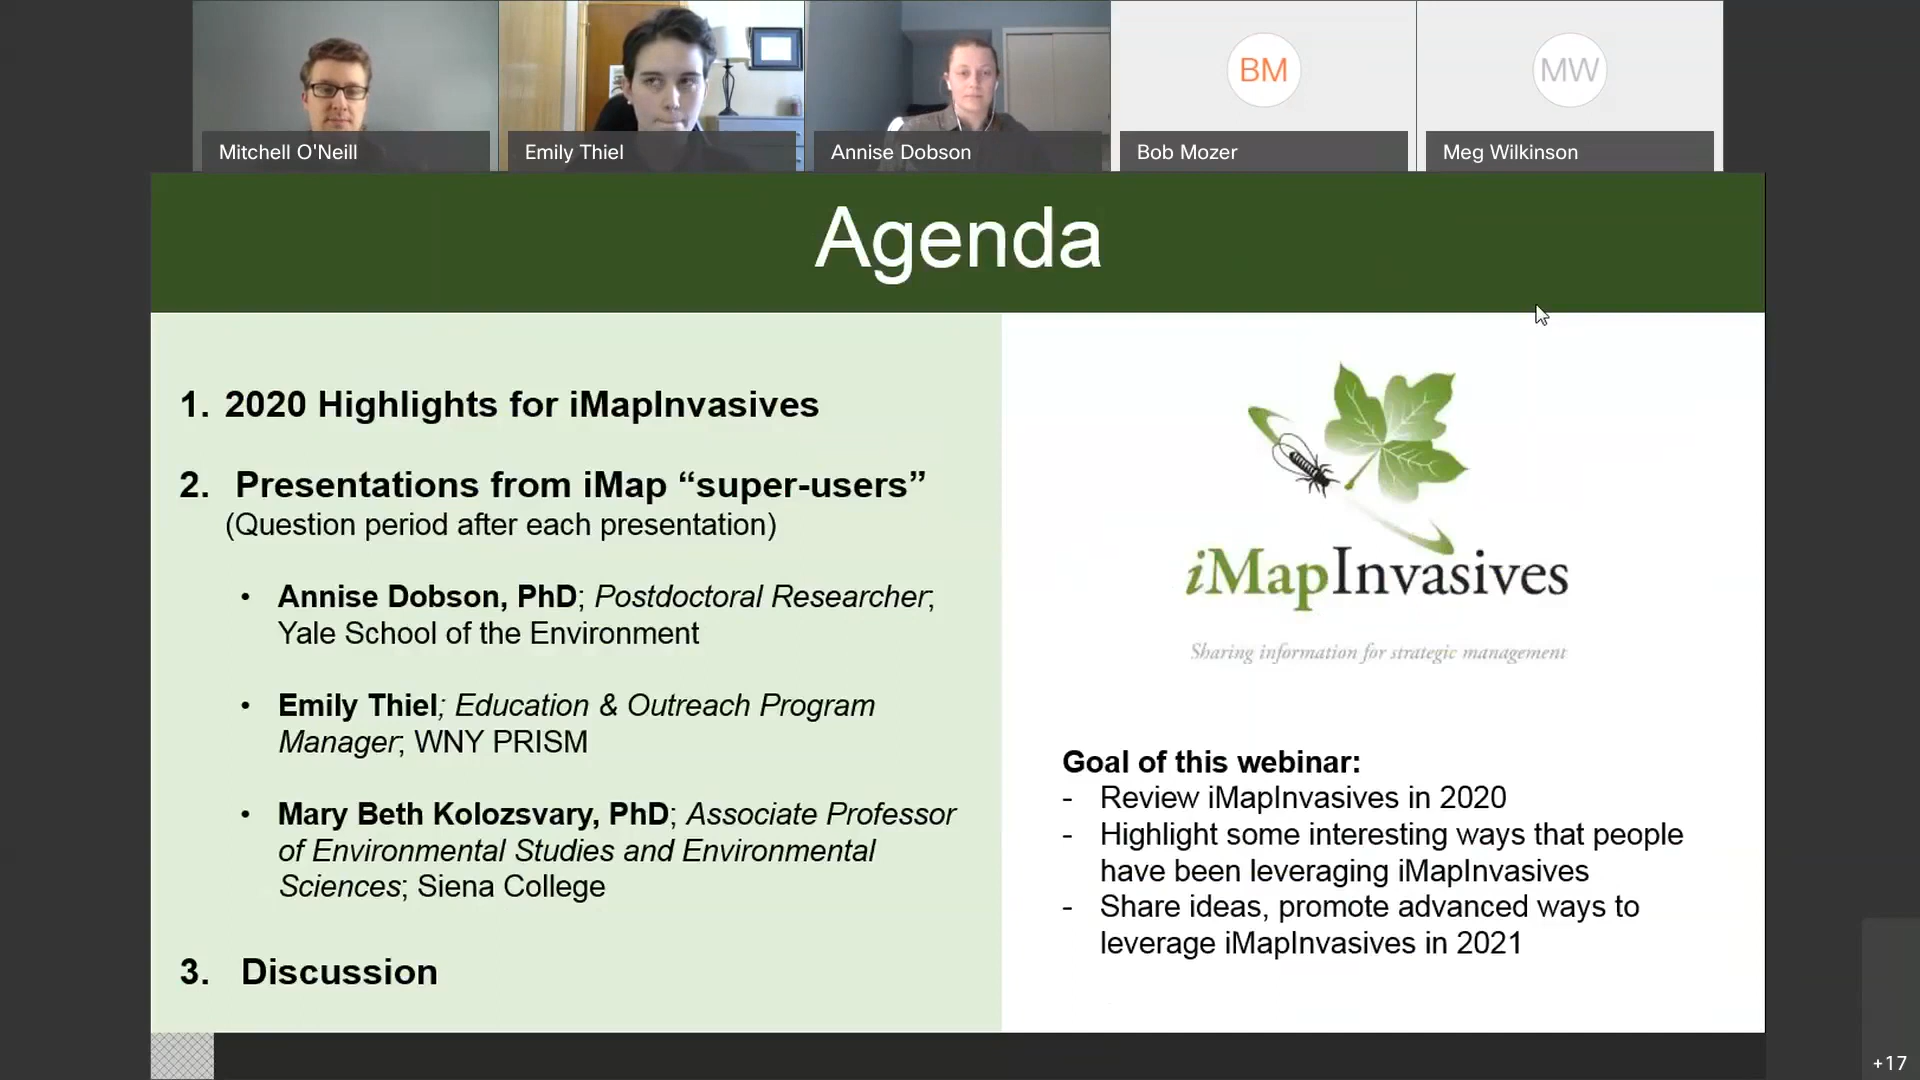 Mitchell O'Neill
Emily Thiel
Annise Dobson
BM
Bob Mozer
MW
Meg Wilkinson
Agenda
1. 2020 Highlights for iMapInvasives
2. Presentations from iMap “super-users”
(Question period after each presentation)
• Annise Dobson, PhD; Postdoctoral Researcher;
Yale School of the Environment
• Emily Thiel; Education & Outreach Program
Manager; WNY PRISM
• Mary Beth Kolozsvary, PhD; Associate Professor
of Environmental Studies and Environmental
Sciences; Siena College
3. Discussion
iMapInvasives
Sharing information for strategic management
Goal of this webinar:
- Review iMapInvasives in 2020
- Highlight some interesting ways that people
have been leveraging iMapInvasives
- Share ideas, promote advanced ways to
leverage iMapInvasives in 2021
+17